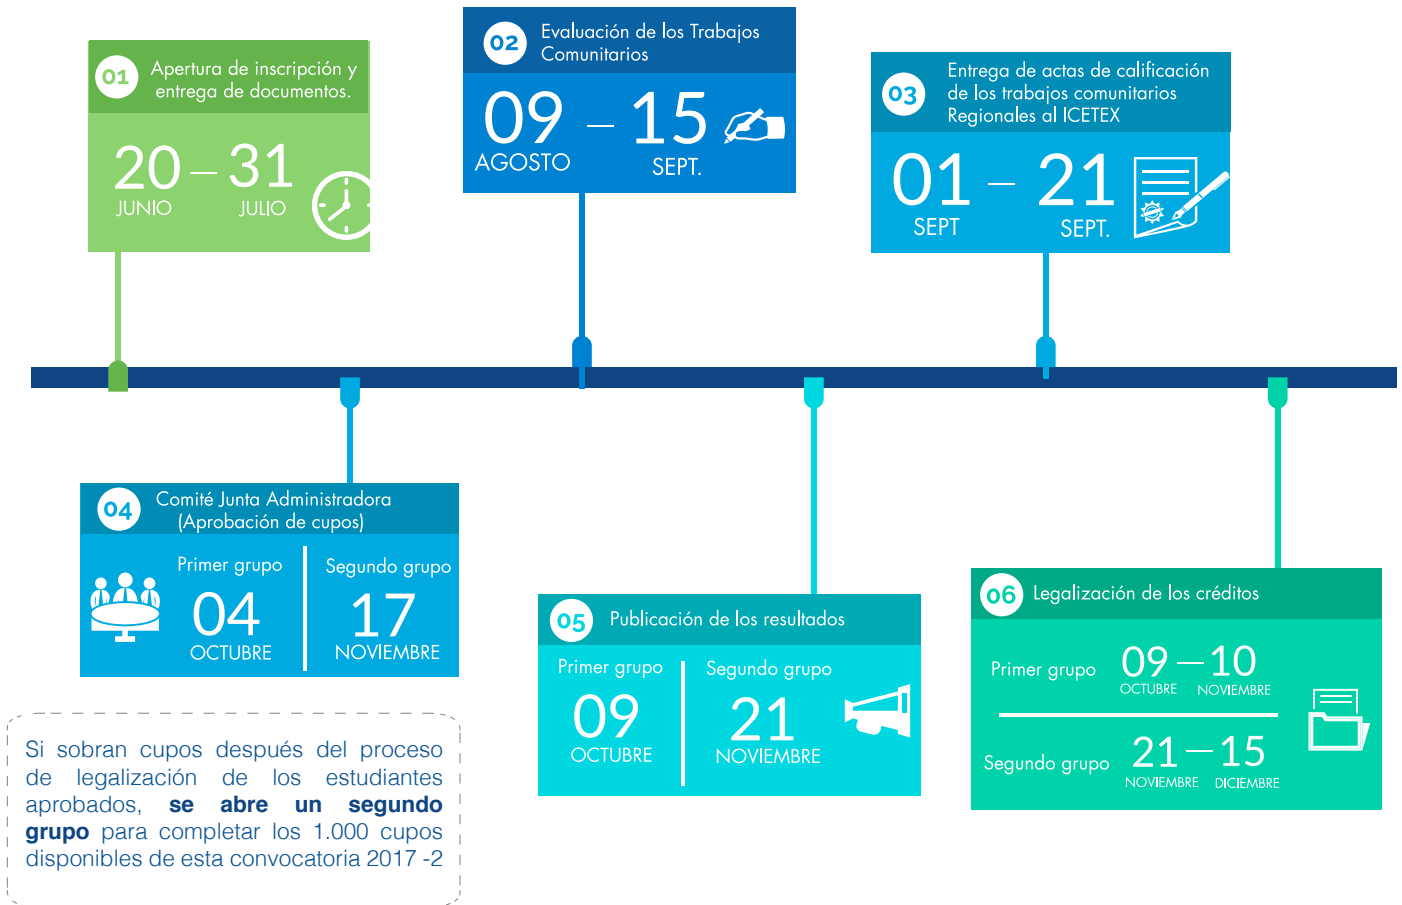 01
Apertura de inscripción y
entrega de documentos.
20 — 31
JUNIO JULIO
02
Evaluación de los Trabajos
Comunitarios
09 — 15
AGOSTO SEPT.
03
Entrega de actas de calificación
de los trabajos comunitarios
Regionales al ICETEX
01 — 21
SEPT SEPT.
04
Comité Junta Administradora
(Aprobación de cupos)
Primer grupo
04
OCTUBRE
Segundo grupo
17
NOVIEMBRE
05
Publicación de los resultados
Primer grupo
09
OCTUBRE
Segundo grupo
21
NOVIEMBRE
06
Legalización de los créditos
Primer grupo 09 — 10
OCTUBRE NOVIEMBRE
Segundo grupo 21 — 15
NOVIEMBRE DICIEMBRE
Si sobran cupos después del proceso
de legalización de los estudiantes
aprobados, se abre un segundo
grupo para completar los 1.000 cupos
disponibles de esta convocatoria 2017 -2